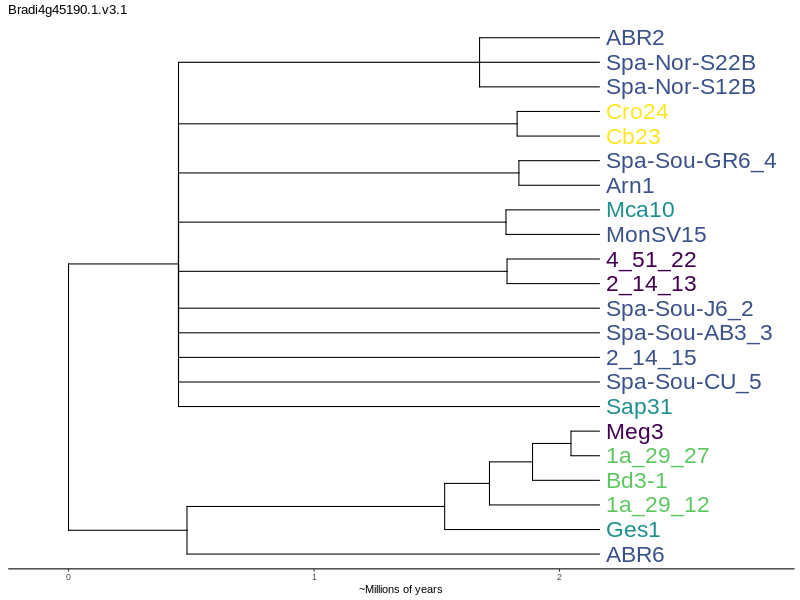 Bradi4g45190.1.v3.1
ABR2
Spa-Nor-S22B
Spa-Nor-S12B
Cro24
Cb23
Spa-Sou-GR6_4
Arn1
Mca10
MonSV15
4_51_22
2_14_13
Spa-Sou-J6_2
Spa-Sou-AB3_3
2_14_15
Spa-Sou-CU_5
Sap31
Meg3
1a_29_27
Bd3-1
1a_29_12
Ges1
ABR6
0 1 2
~Millions of years